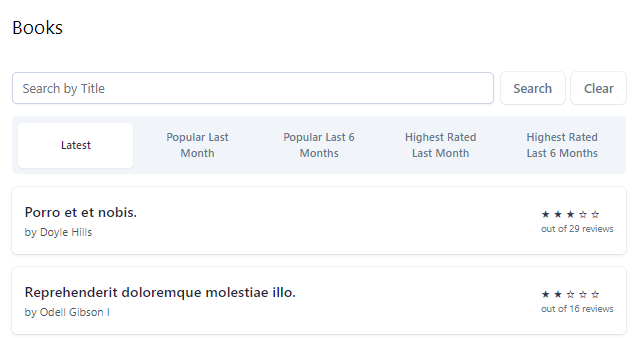 Books
Search by Title
Search
Clear
Latest
Popular Last
Month
Popular Last 6
Months
Highest Rated
Last Month
Highest Rated
Last 6 Months
Porro et et nobis.
by Doyle Hills
★ ★ ★ ☆ ☆
out of 29 reviews
Reprehenderit doloremque molestiae illo.
by Odell Gibson I
★ ★ ☆ ☆ ☆
out of 16 reviews